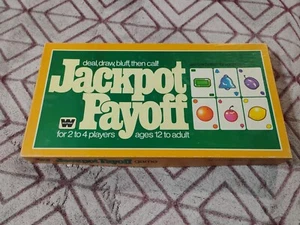 deal, draw, bluff, then call!
Jackpot
Payoff
W
for 2 to 4 players ages 12 to adult